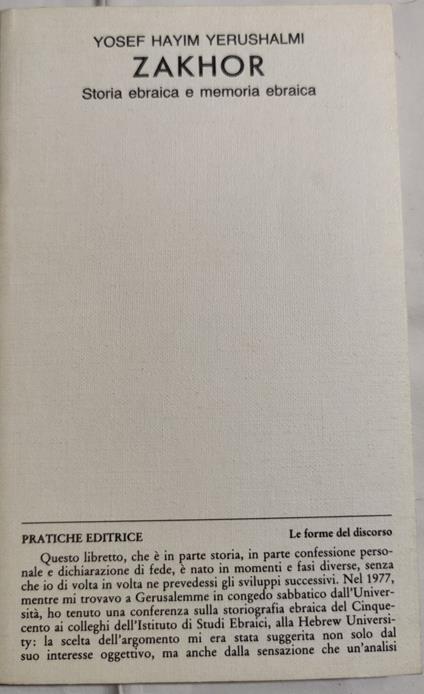 YOSEF HAYIM YERUSHALMI
ZAKHOR
Storia ebraica e memoria ebraica
PRATICHE EDITRICE
Le forme del discorso
Questo libretto, che è in parte storia, in parte confessione perso-
nale e dichiarazione di fede, è nato in momenti e fasi diverse, senza
che io di volta in volta ne prevedessi gli sviluppi successivi. Nel 1977,
mentre mi trovavo a Gerusalemme in congedo sabbatico dall'Univer-
sità, ho tenuto una conferenza sulla storiografia ebraica del Cinque-
cento ai colleghi dell'Istituto di Studi Ebraici, alla Hebrew Universi-
ty: la scelta dell'argomento mi era stata suggerita non solo dal
suo interesse oggettivo, ma anche dalla sensazione che un'analisi